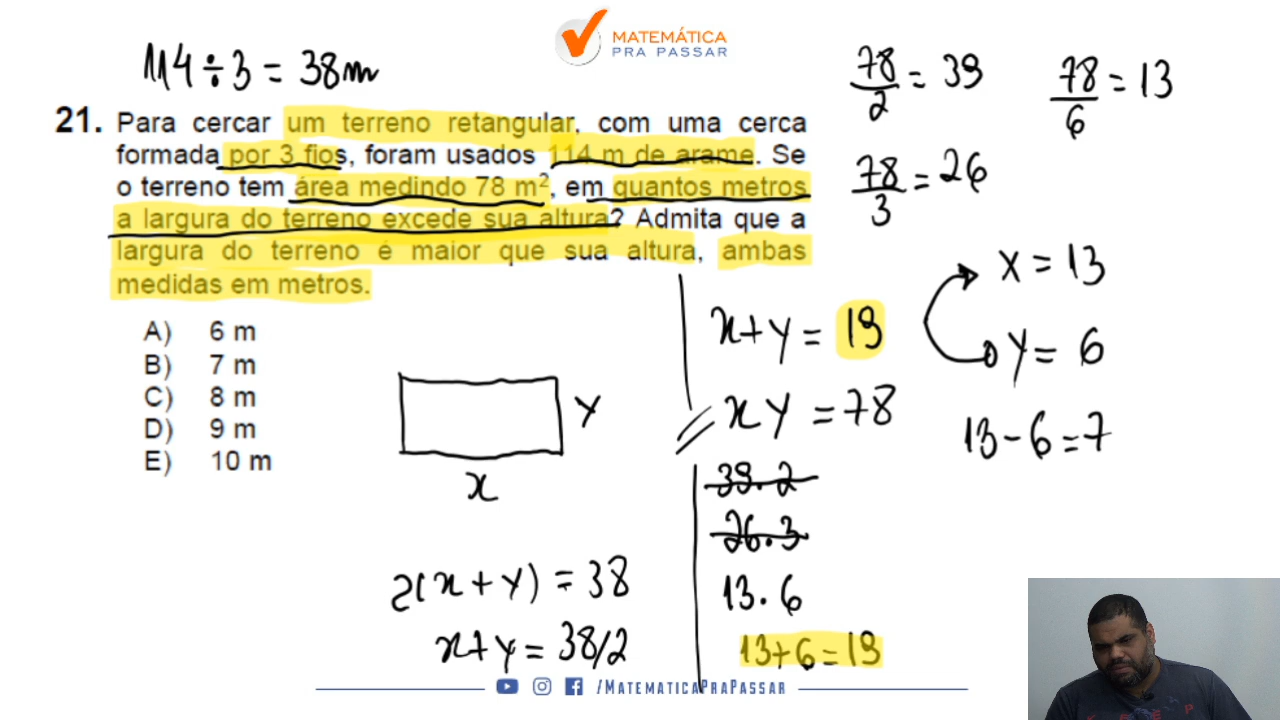 MATEMÁTICA
PRA PASSAR
114 ÷ 3 = 38m
21. Para cercar um terreno retangular, com uma cerca
formada por 3 fios, foram usados 114 m de arame. Se
o terreno tem área medindo 78 m², em quantos metros
a largura do terreno excede sua altura? Admita que a
largura do terreno é maior que sua altura, ambas
medidas em metros.
A) 6 m
B) 7 m
C) 8 m
D) 9 m
E) 10 m
y
x
2(x + y) = 38
x + y = 38/2
x + y = 19
x y = 78
39 . 2
26 . 3
13 . 6
13 + 6 = 19
78/2 = 39
78/6 = 13
78/3 = 26
x = 13
y = 6
13 - 6 = 7
/MatematicaPraPassar